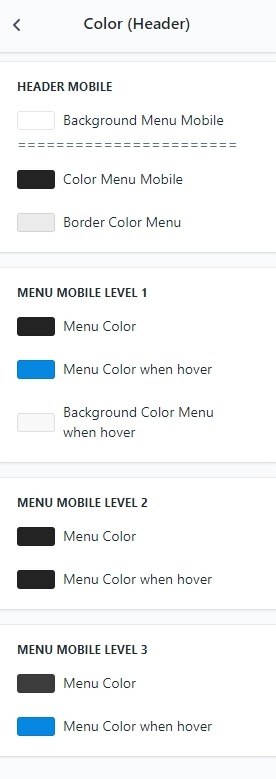 Color (Header)
HEADER MOBILE
Background Menu Mobile
=======================
Color Menu Mobile
Border Color Menu
MENU MOBILE LEVEL 1
Menu Color
Menu Color when hover
Background Color Menu
when hover
MENU MOBILE LEVEL 2
Menu Color
Menu Color when hover
MENU MOBILE LEVEL 3
Menu Color
Menu Color when hover